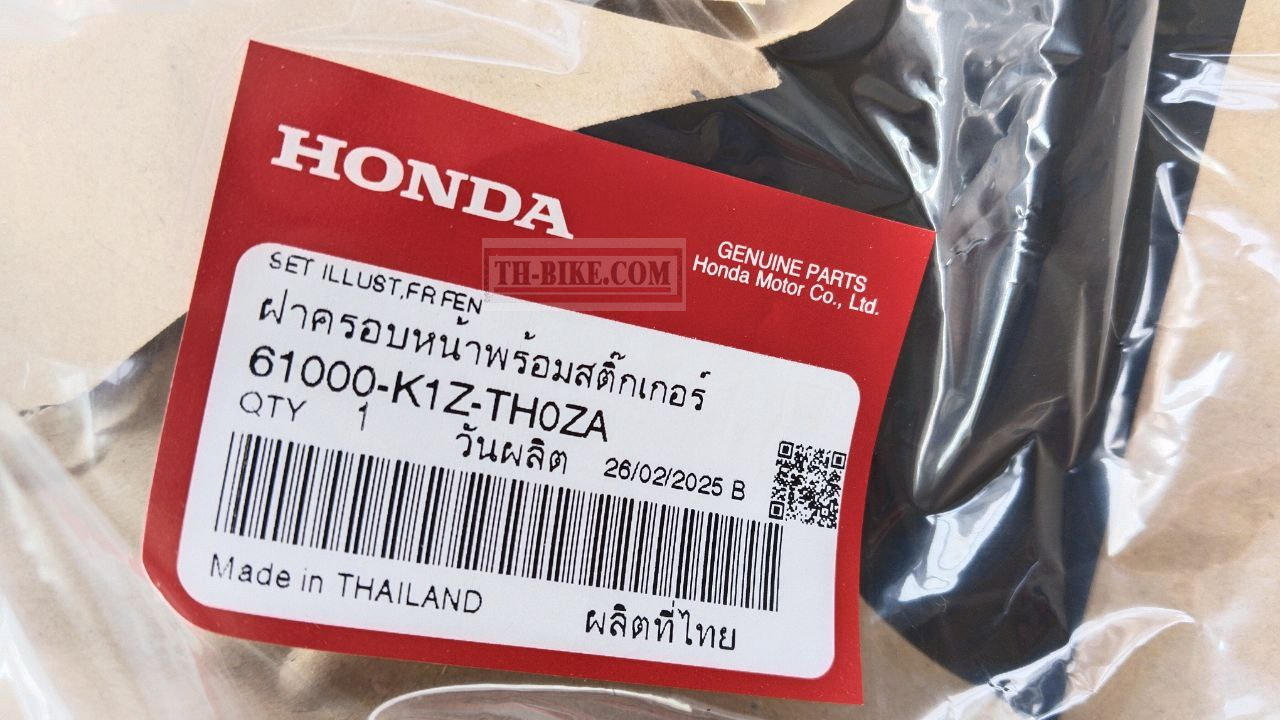 HONDA
GENUINE PARTS
Honda Motor Co., Ltd.
TH-BIKE.COM
SET ILLUST,FR FEN
ฝาครอบหน้าพร้อมสติ๊กเกอร์
61000-K1Z-TH0ZA
QTY 1
วันผลิต 26/02/2025 B
Made in THAILAND
ผลิตที่ไทย